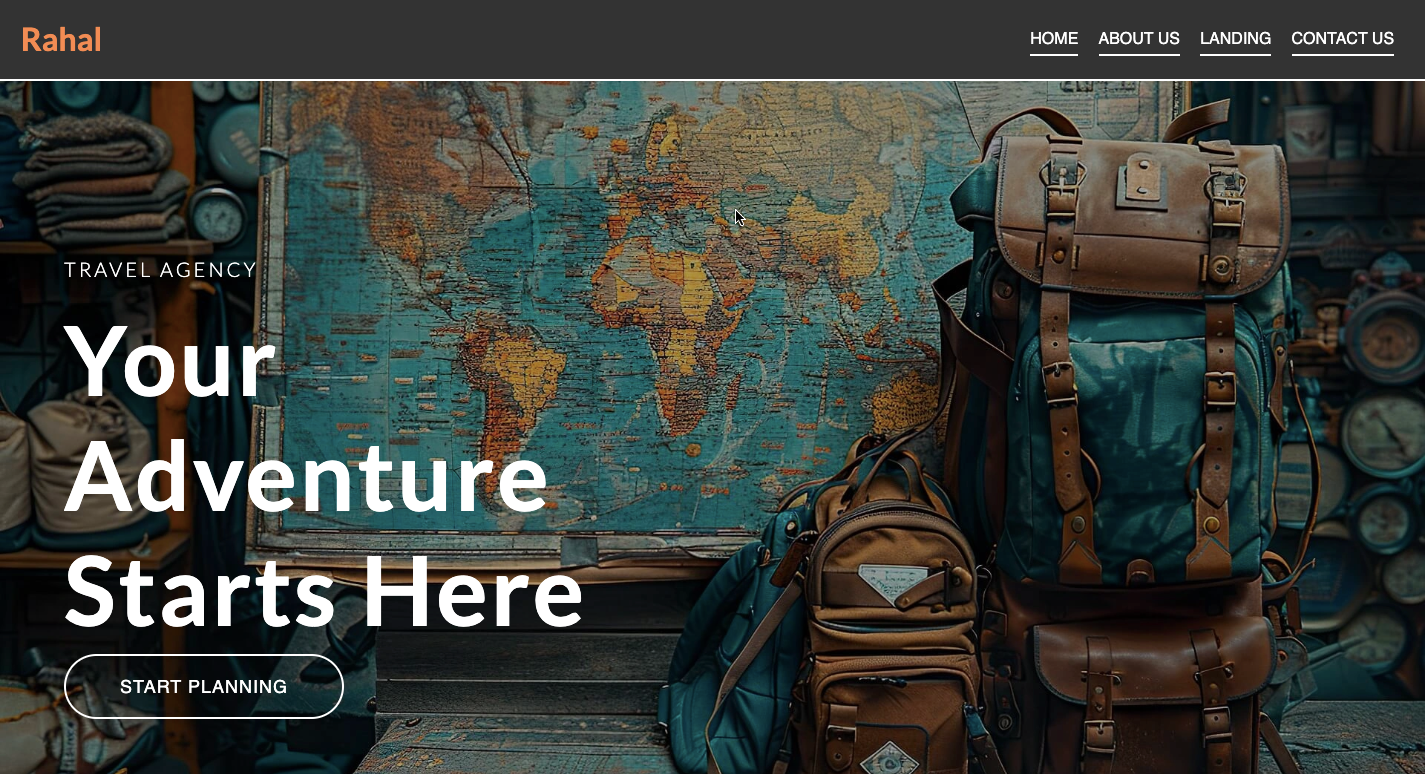 Rahal
HOME ABOUT US LANDING CONTACT US
TRAVEL AGENCY
Your
Adventure
Starts Here
START PLANNING